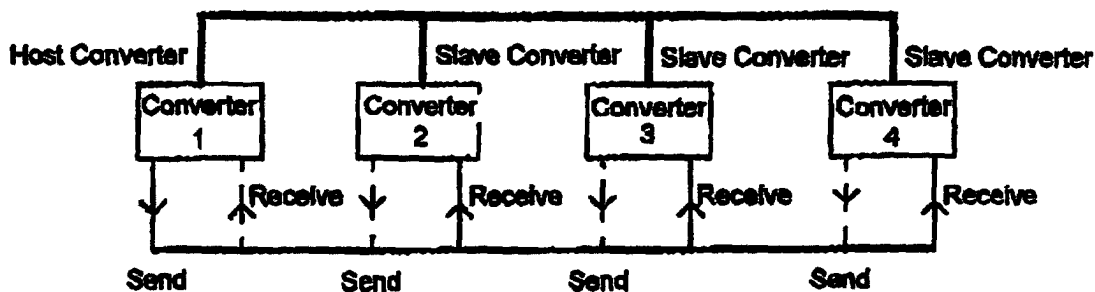 Host Converter
Slave Converter
Slave Converter
Slave Converter
Converter
1
Converter
2
Converter
3
Converter
4
Receive
Receive
Receive
Receive
Send
Send
Send
Send